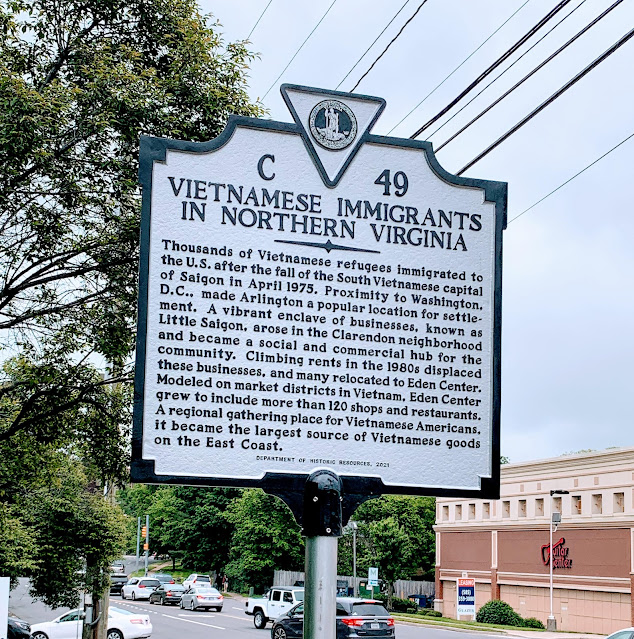 C 49
VIETNAMESE IMMIGRANTS
IN NORTHERN VIRGINIA
Thousands of Vietnamese refugees immigrated to
the U.S. after the fall of the South Vietnamese capital
of Saigon in April 1975. Proximity to Washington,
D.C., made Arlington a popular location for settle-
ment. A vibrant enclave of businesses, known as
Little Saigon, arose in the Clarendon neighborhood
and became a social and commercial hub for the
community. Climbing rents in the 1980s displaced
these businesses, and many relocated to Eden Center.
Modeled on market districts in Vietnam, Eden Center
grew to include more than 120 shops and restaurants.
A regional gathering place for Vietnamese Americans,
it became the largest source of Vietnamese goods
on the East Coast.
DEPARTMENT OF HISTORIC RESOURCES, 2021
Guitar
Center
LEASING